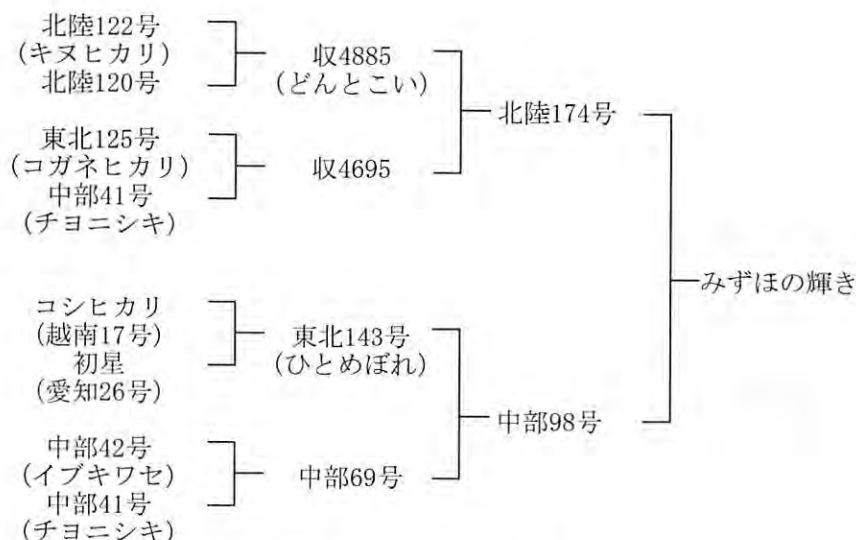 北陸122号
(キヌヒカリ)
北陸120号
収4885
(どんとこい)
東北125号
(コガネヒカリ)
中部41号
(チヨニシキ)
収4695
北陸174号
コシヒカリ
(越南17号)
初星
(愛知26号)
東北143号
(ひとめぼれ)
中部42号
(イブキワセ)
中部41号
(チヨニシキ)
中部69号
中部98号
みずほの輝き